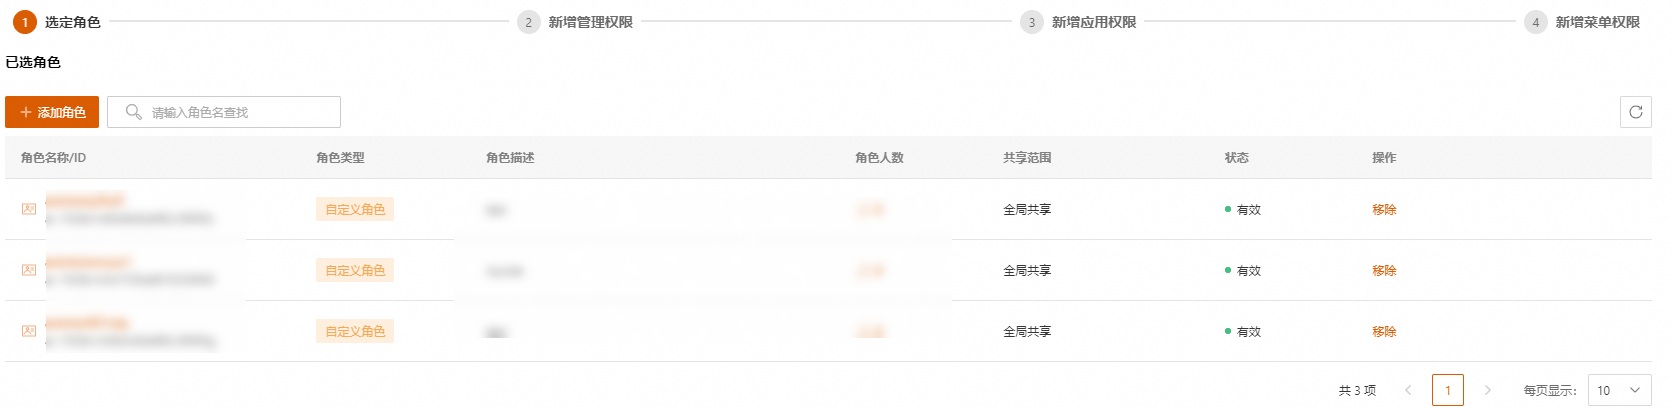 1 选定角色 2 新增管理权限 3 新增应用权限 4 新增菜单权限
已选角色
添加角色 请输入角色名查找
角色名称/ID 角色类型 角色描述 角色人数 共享范围 状态 操作
自定义角色 全局共享 有效 移除
自定义角色 全局共享 有效 移除
自定义角色 全局共享 有效 移除
共 3 项 1 每页显示: 10